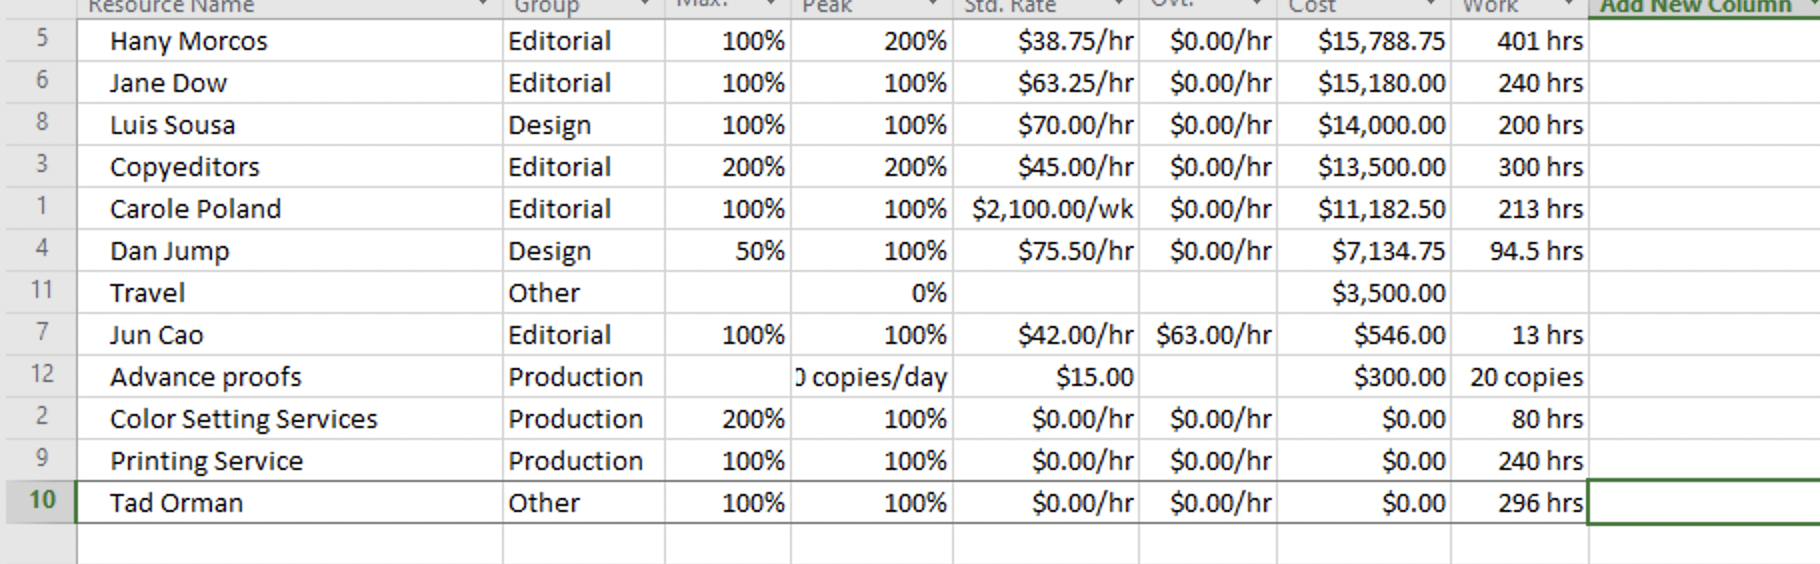 Resource Name Group Max. Peak Std. Rate Ovt. Cost Work Add New Column
5 Hany Morcos Editorial 100% 200% $38.75/hr $0.00/hr $15,788.75 401 hrs
6 Jane Dow Editorial 100% 100% $63.25/hr $0.00/hr $15,180.00 240 hrs
8 Luis Sousa Design 100% 100% $70.00/hr $0.00/hr $14,000.00 200 hrs
3 Copyeditors Editorial 200% 200% $45.00/hr $0.00/hr $13,500.00 300 hrs
1 Carole Poland Editorial 100% 100% $2,100.00/wk $0.00/hr $11,182.50 213 hrs
4 Dan Jump Design 50% 100% $75.50/hr $0.00/hr $7,134.75 94.5 hrs
11 Travel Other 0% $3,500.00
7 Jun Cao Editorial 100% 100% $42.00/hr $63.00/hr $546.00 13 hrs
12 Advance proofs Production copies/day $15.00 $300.00 20 copies
2 Color Setting Services Production 200% 100% $0.00/hr $0.00/hr $0.00 80 hrs
9 Printing Service Production 100% 100% $0.00/hr $0.00/hr $0.00 240 hrs
10 Tad Orman Other 100% 100% $0.00/hr $0.00/hr $0.00 296 hrs